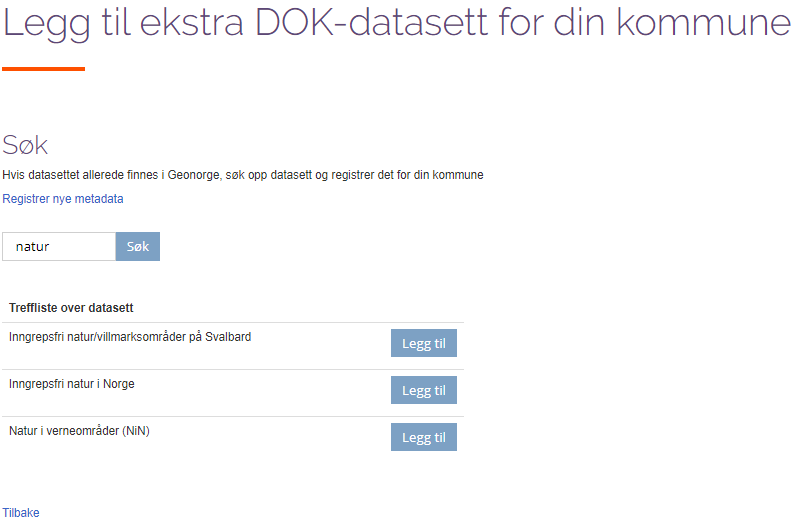 Legg til ekstra DOK-datasett for din kommune
Søk
Hvis datasettet allerede finnes i Geonorge, søk opp datasett og registrer det for din kommune
Registrer nye metadata
natur Søk
Treffliste over datasett
Inngrepsfri natur/villmarksområder på Svalbard Legg til
Inngrepsfri natur i Norge Legg til
Natur i verneområder (NiN) Legg til
Tilbake